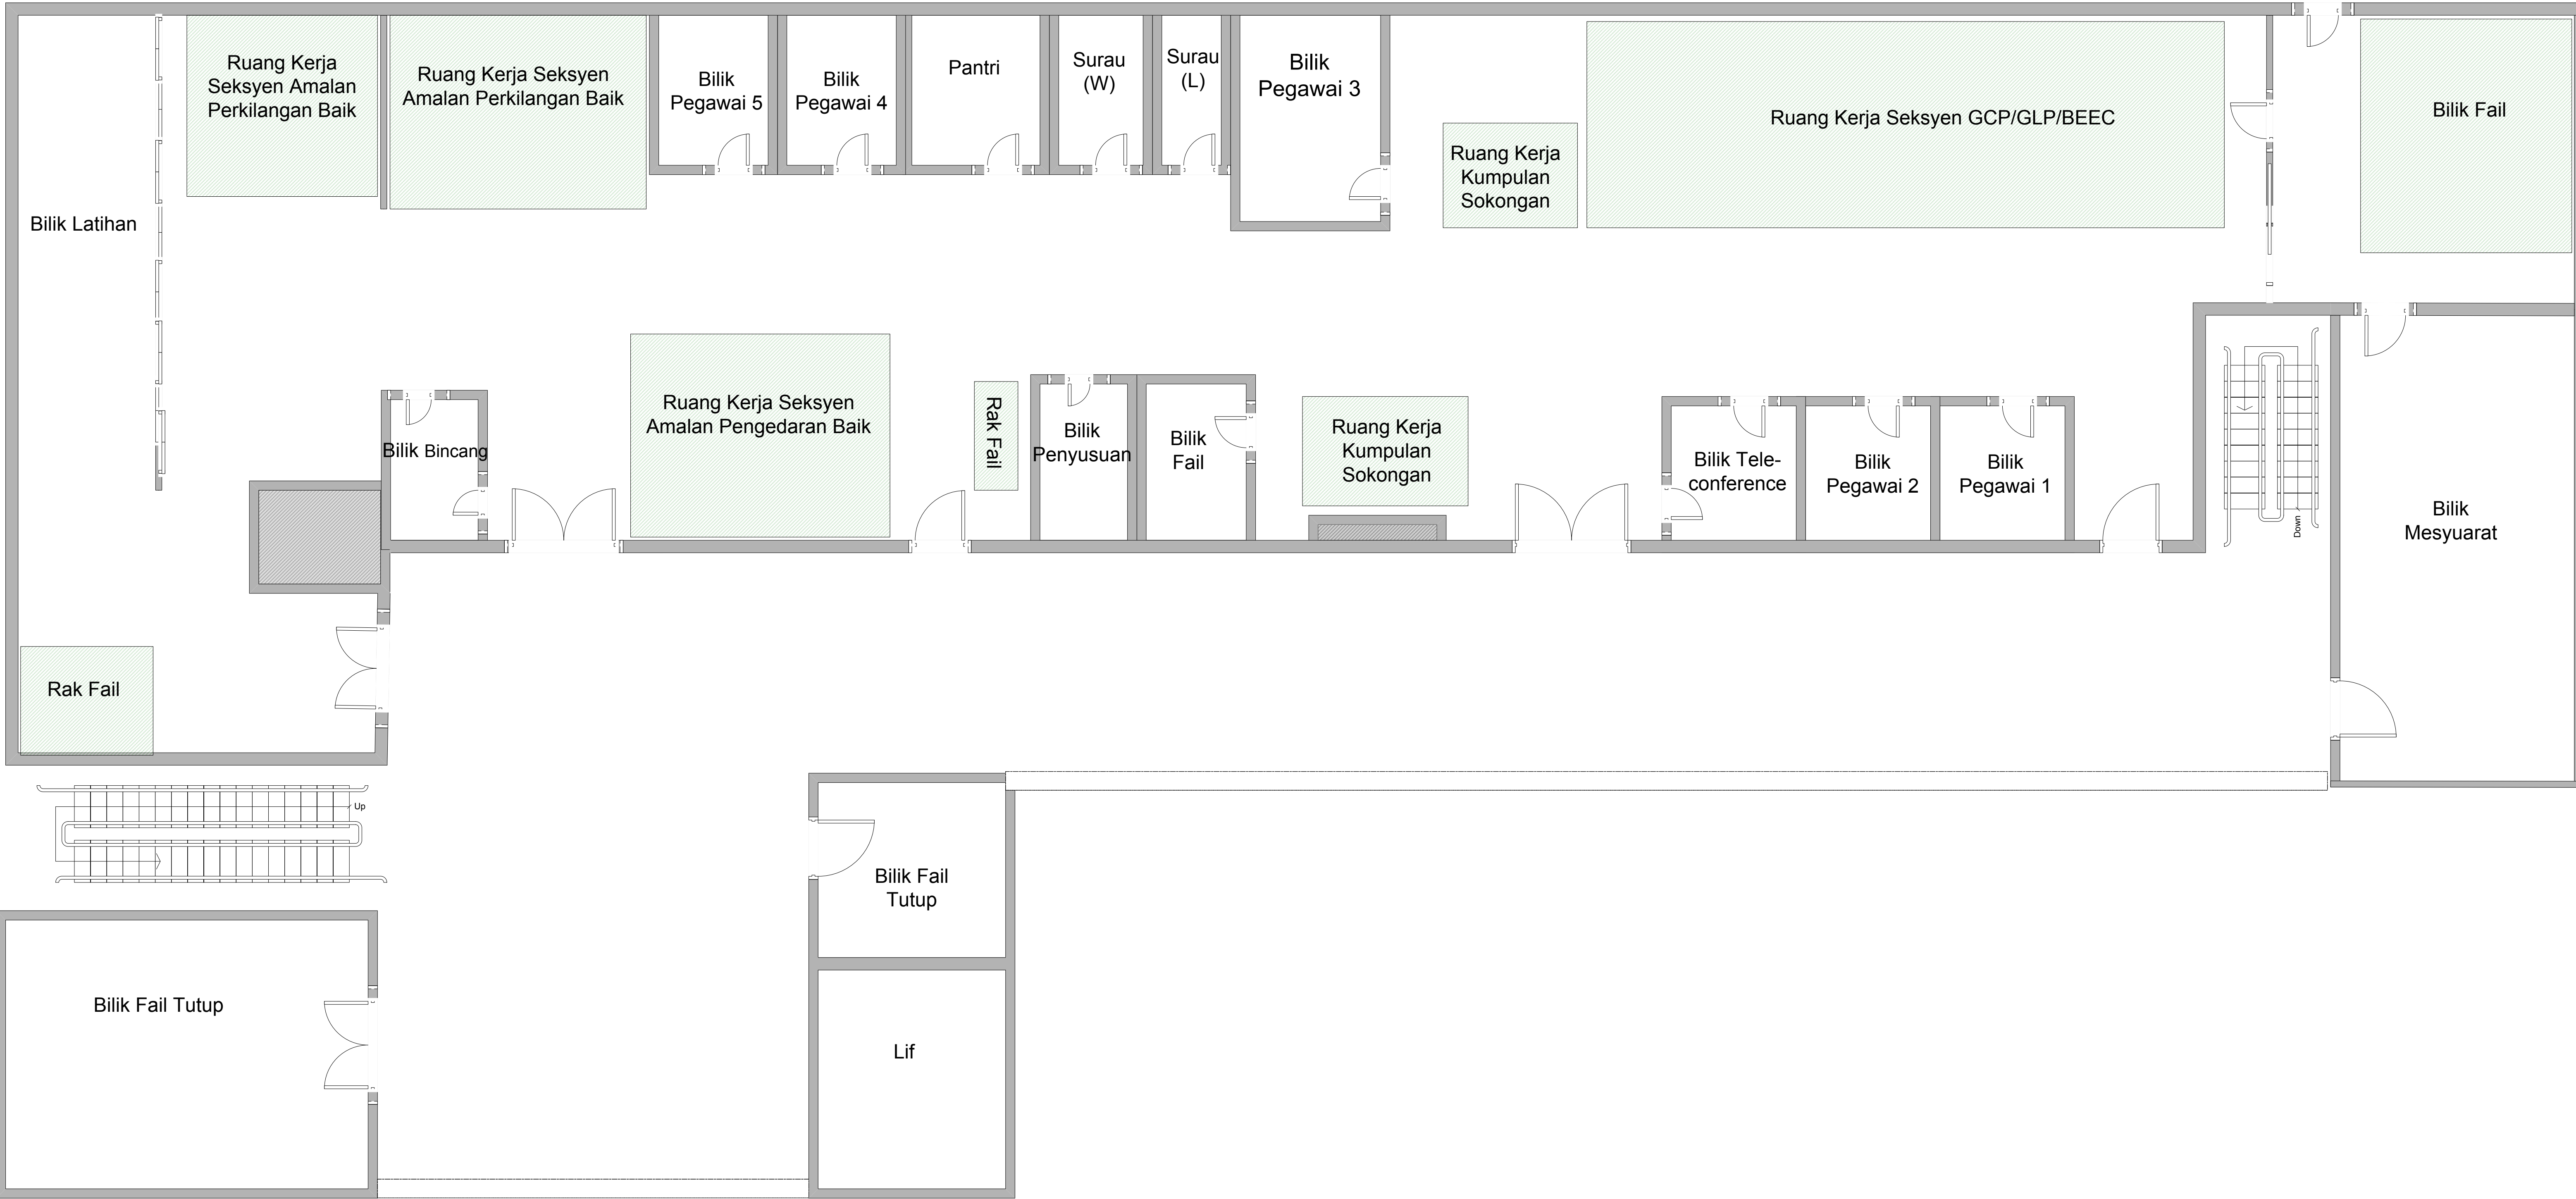 Ruang Kerja
Seksyen Amalan
Perkilangan Baik
Ruang Kerja Seksyen
Amalan Perkilangan Baik
Bilik
Pegawai 5
Bilik
Pegawai 4
Pantri
Surau
(W)
Surau
(L)
Bilik
Pegawai 3
Ruang Kerja
Kumpulan
Sokongan
Ruang Kerja Seksyen GCP/GLP/BEEC
Bilik Fail
Bilik Latihan
Bilik Bincang
Ruang Kerja Seksyen
Amalan Pengedaran Baik
Rak Fail
Bilik
Penyusuan
Bilik
Fail
Ruang Kerja
Kumpulan
Sokongan
Bilik Tele-
conference
Bilik
Pegawai 2
Bilik
Pegawai 1
Down
Bilik
Mesyuarat
Rak Fail
Up
Bilik Fail
Tutup
Bilik Fail Tutup
Lif